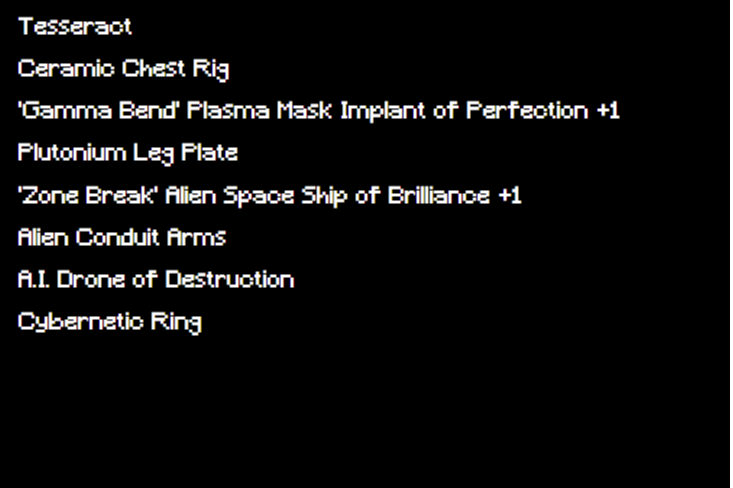 Tesseract
Ceramic Chest Rig
'Gamma Bend' Plasma Mask Implant of Perfection +1
Plutonium Leg Plate
'Zone Break' Alien Space Ship of Brilliance +1
Alien Conduit Arms
A.I. Drone of Destruction
Cybernetic Ring